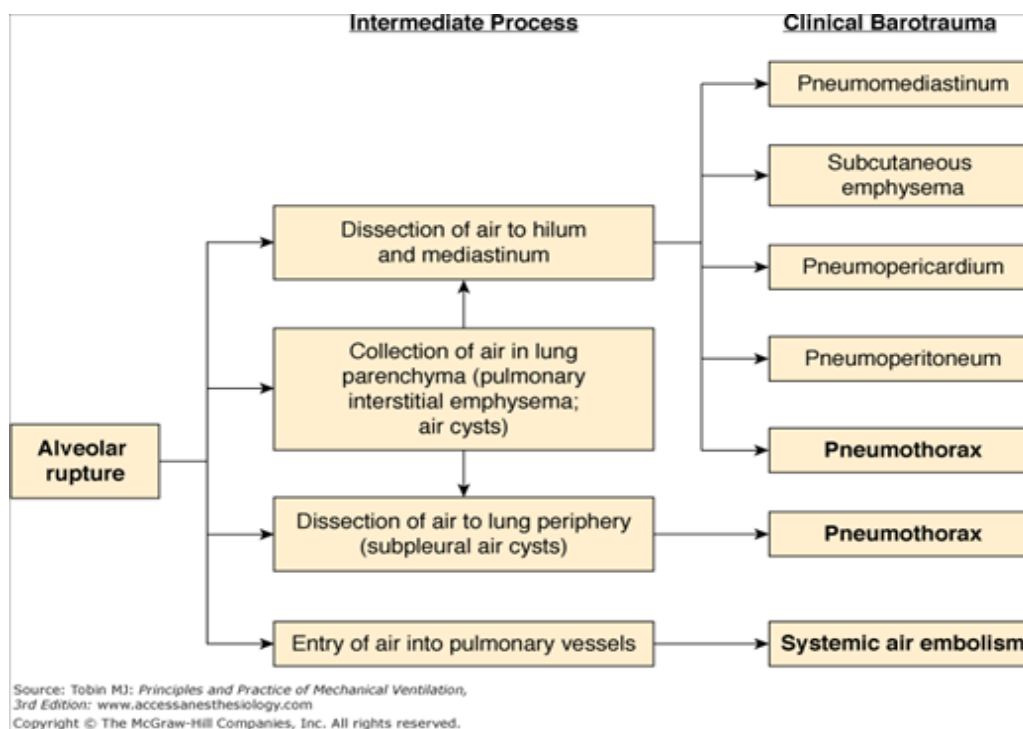 Intermediate Process
Clinical Barotrauma
Pneumomediastinum
Subcutaneous
emphysema
Dissection of air to hilum
and mediastinum
Pneumopericardium
Collection of air in lung
parenchyma (pulmonary
interstitial emphysema;
air cysts)
Pneumoperitoneum
Alveolar
rupture
Pneumothorax
Dissection of air to lung periphery
(subpleural air cysts)
Pneumothorax
Entry of air into pulmonary vessels
Systemic air embolism
Source: Tobin MJ: Principles and Practice of Mechanical Ventilation,
3rd Edition: www.accessanesthesiology.com
Copyright © The McGraw-Hill Companies, Inc. All rights reserved.